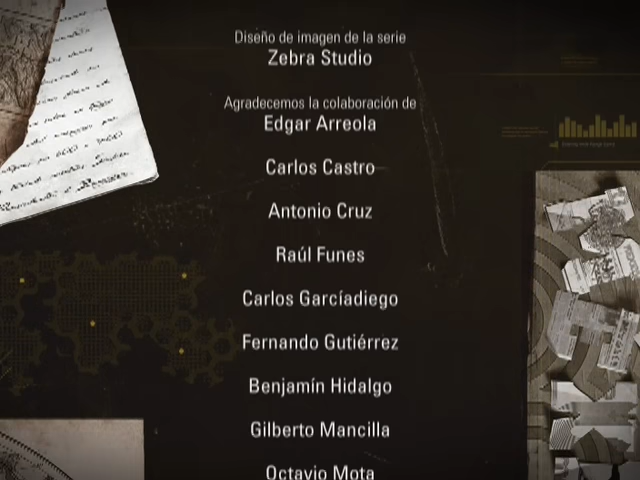 Diseño de imagen de la serie
Zebra Studio
Agradecemos la colaboración de
Edgar Arreola
Carlos Castro
Antonio Cruz
Raúl Funes
Carlos Garcíadiego
Fernando Gutiérrez
Benjamín Hidalgo
Gilberto Mancilla
Octavio Mota